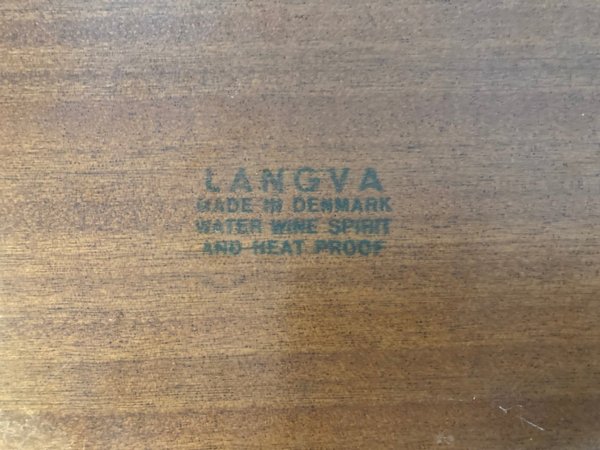 LANGVA
MADE IN DENMARK
WATER WINE SPIRIT
AND HEAT PROOF